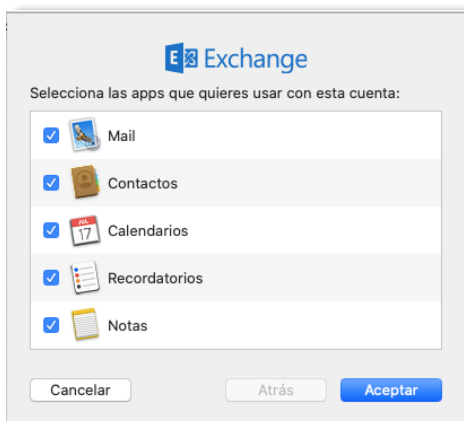 E Exchange
Selecciona las apps que quieres usar con esta cuenta:
Mail
Contactos
JUL
17
Calendarios
Recordatorios
Notas
Cancelar
Atrás
Aceptar